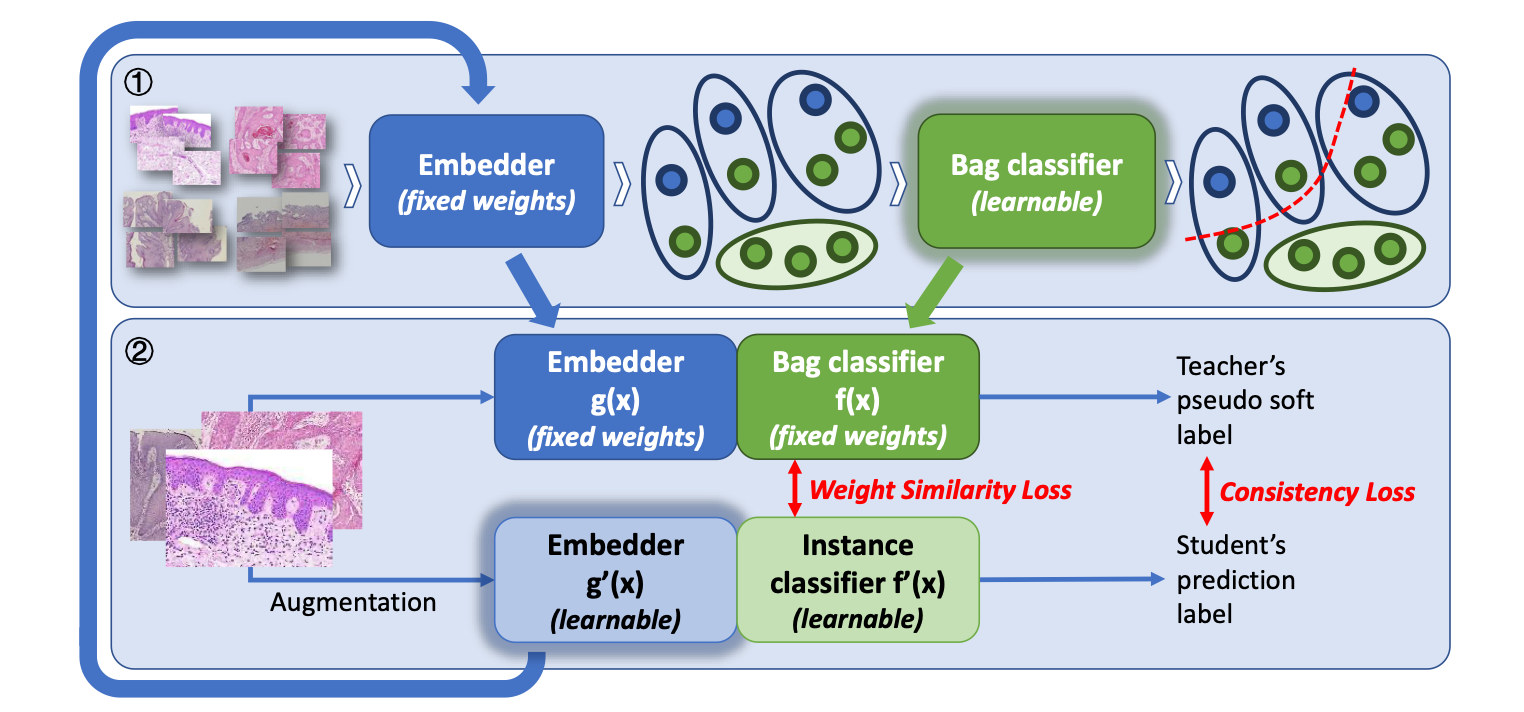 ①
Embedder
(fixed weights)
Bag classifier
(learnable)
②
Embedder
g(x)
(fixed weights)
Bag classifier
f(x)
(fixed weights)
Teacher’s
pseudo soft
label
Weight Similarity Loss
Consistency Loss
Augmentation
Embedder
g’(x)
(learnable)
Instance
classifier f’(x)
(learnable)
Student’s
prediction
label